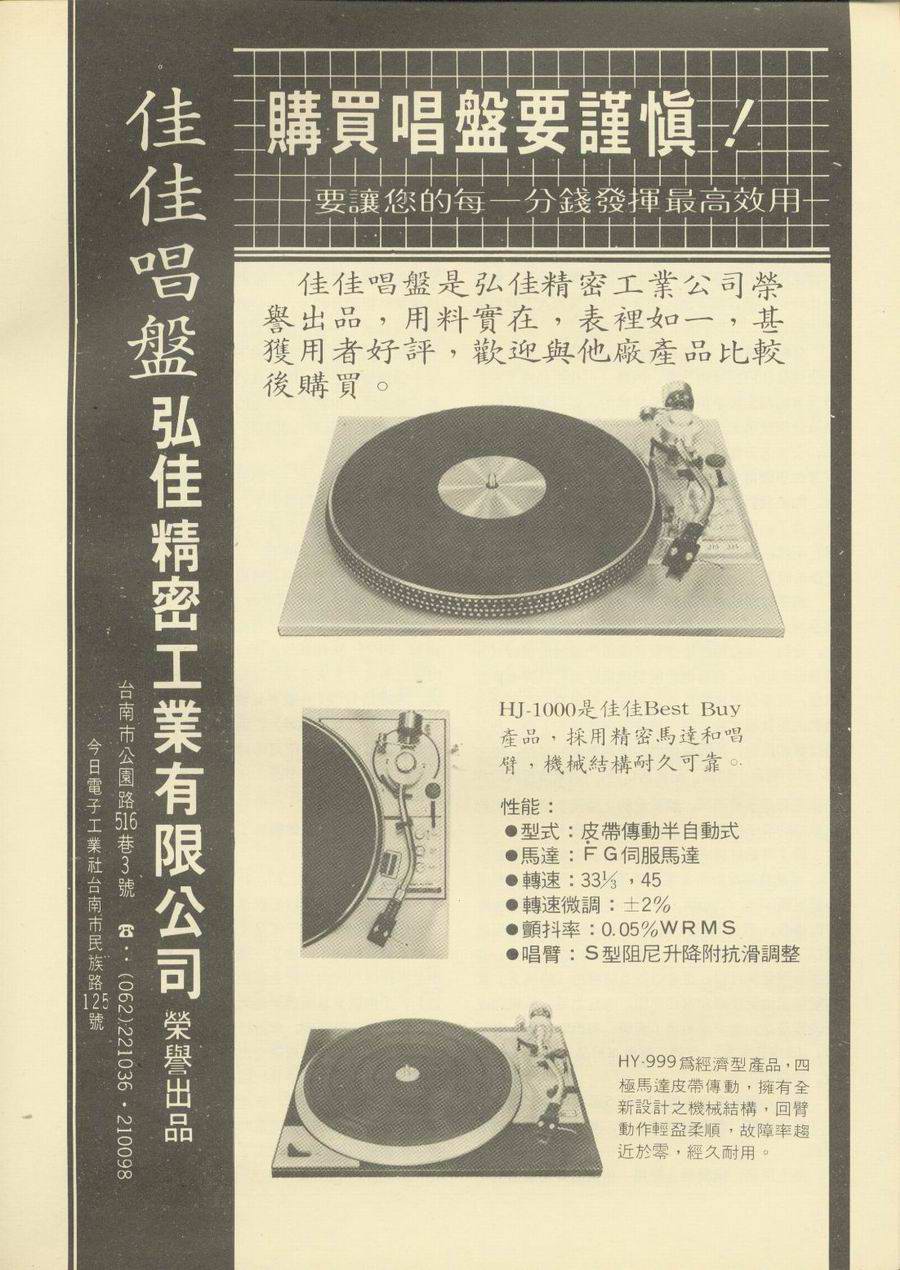 購買唱盤要謹慎！
要讓您的每一分錢發揮最高效用
佳佳唱盤是弘佳精密工業公司榮
譽出品，用料實在，表裡如一，甚
獲用者好評，歡迎與他廠產品比較
後購買。
HJ-1000是佳佳Best Buy
產品，採用精密馬達和唱
臂，機械結構耐久可靠。
性能：
●型式：皮帶傳動半自動式
●馬達：FG伺服馬達
●轉速：33⅓，45
●轉速微調：±2%
●顫抖率：0.05%WRMS
●唱臂：S型阻尼升降附抗滑調整
HY-999爲經濟型產品，四
極馬達皮帶傳動，擁有全
新設計之機械結構，回臂
動作輕盈柔順，故障率趨
近於零，經久耐用。
佳佳唱盤弘佳精密工業有限公司榮譽出品
台南市公園路516巷3號 ☎：(062)221036・210098
今日電子工業社台南市民族路125號